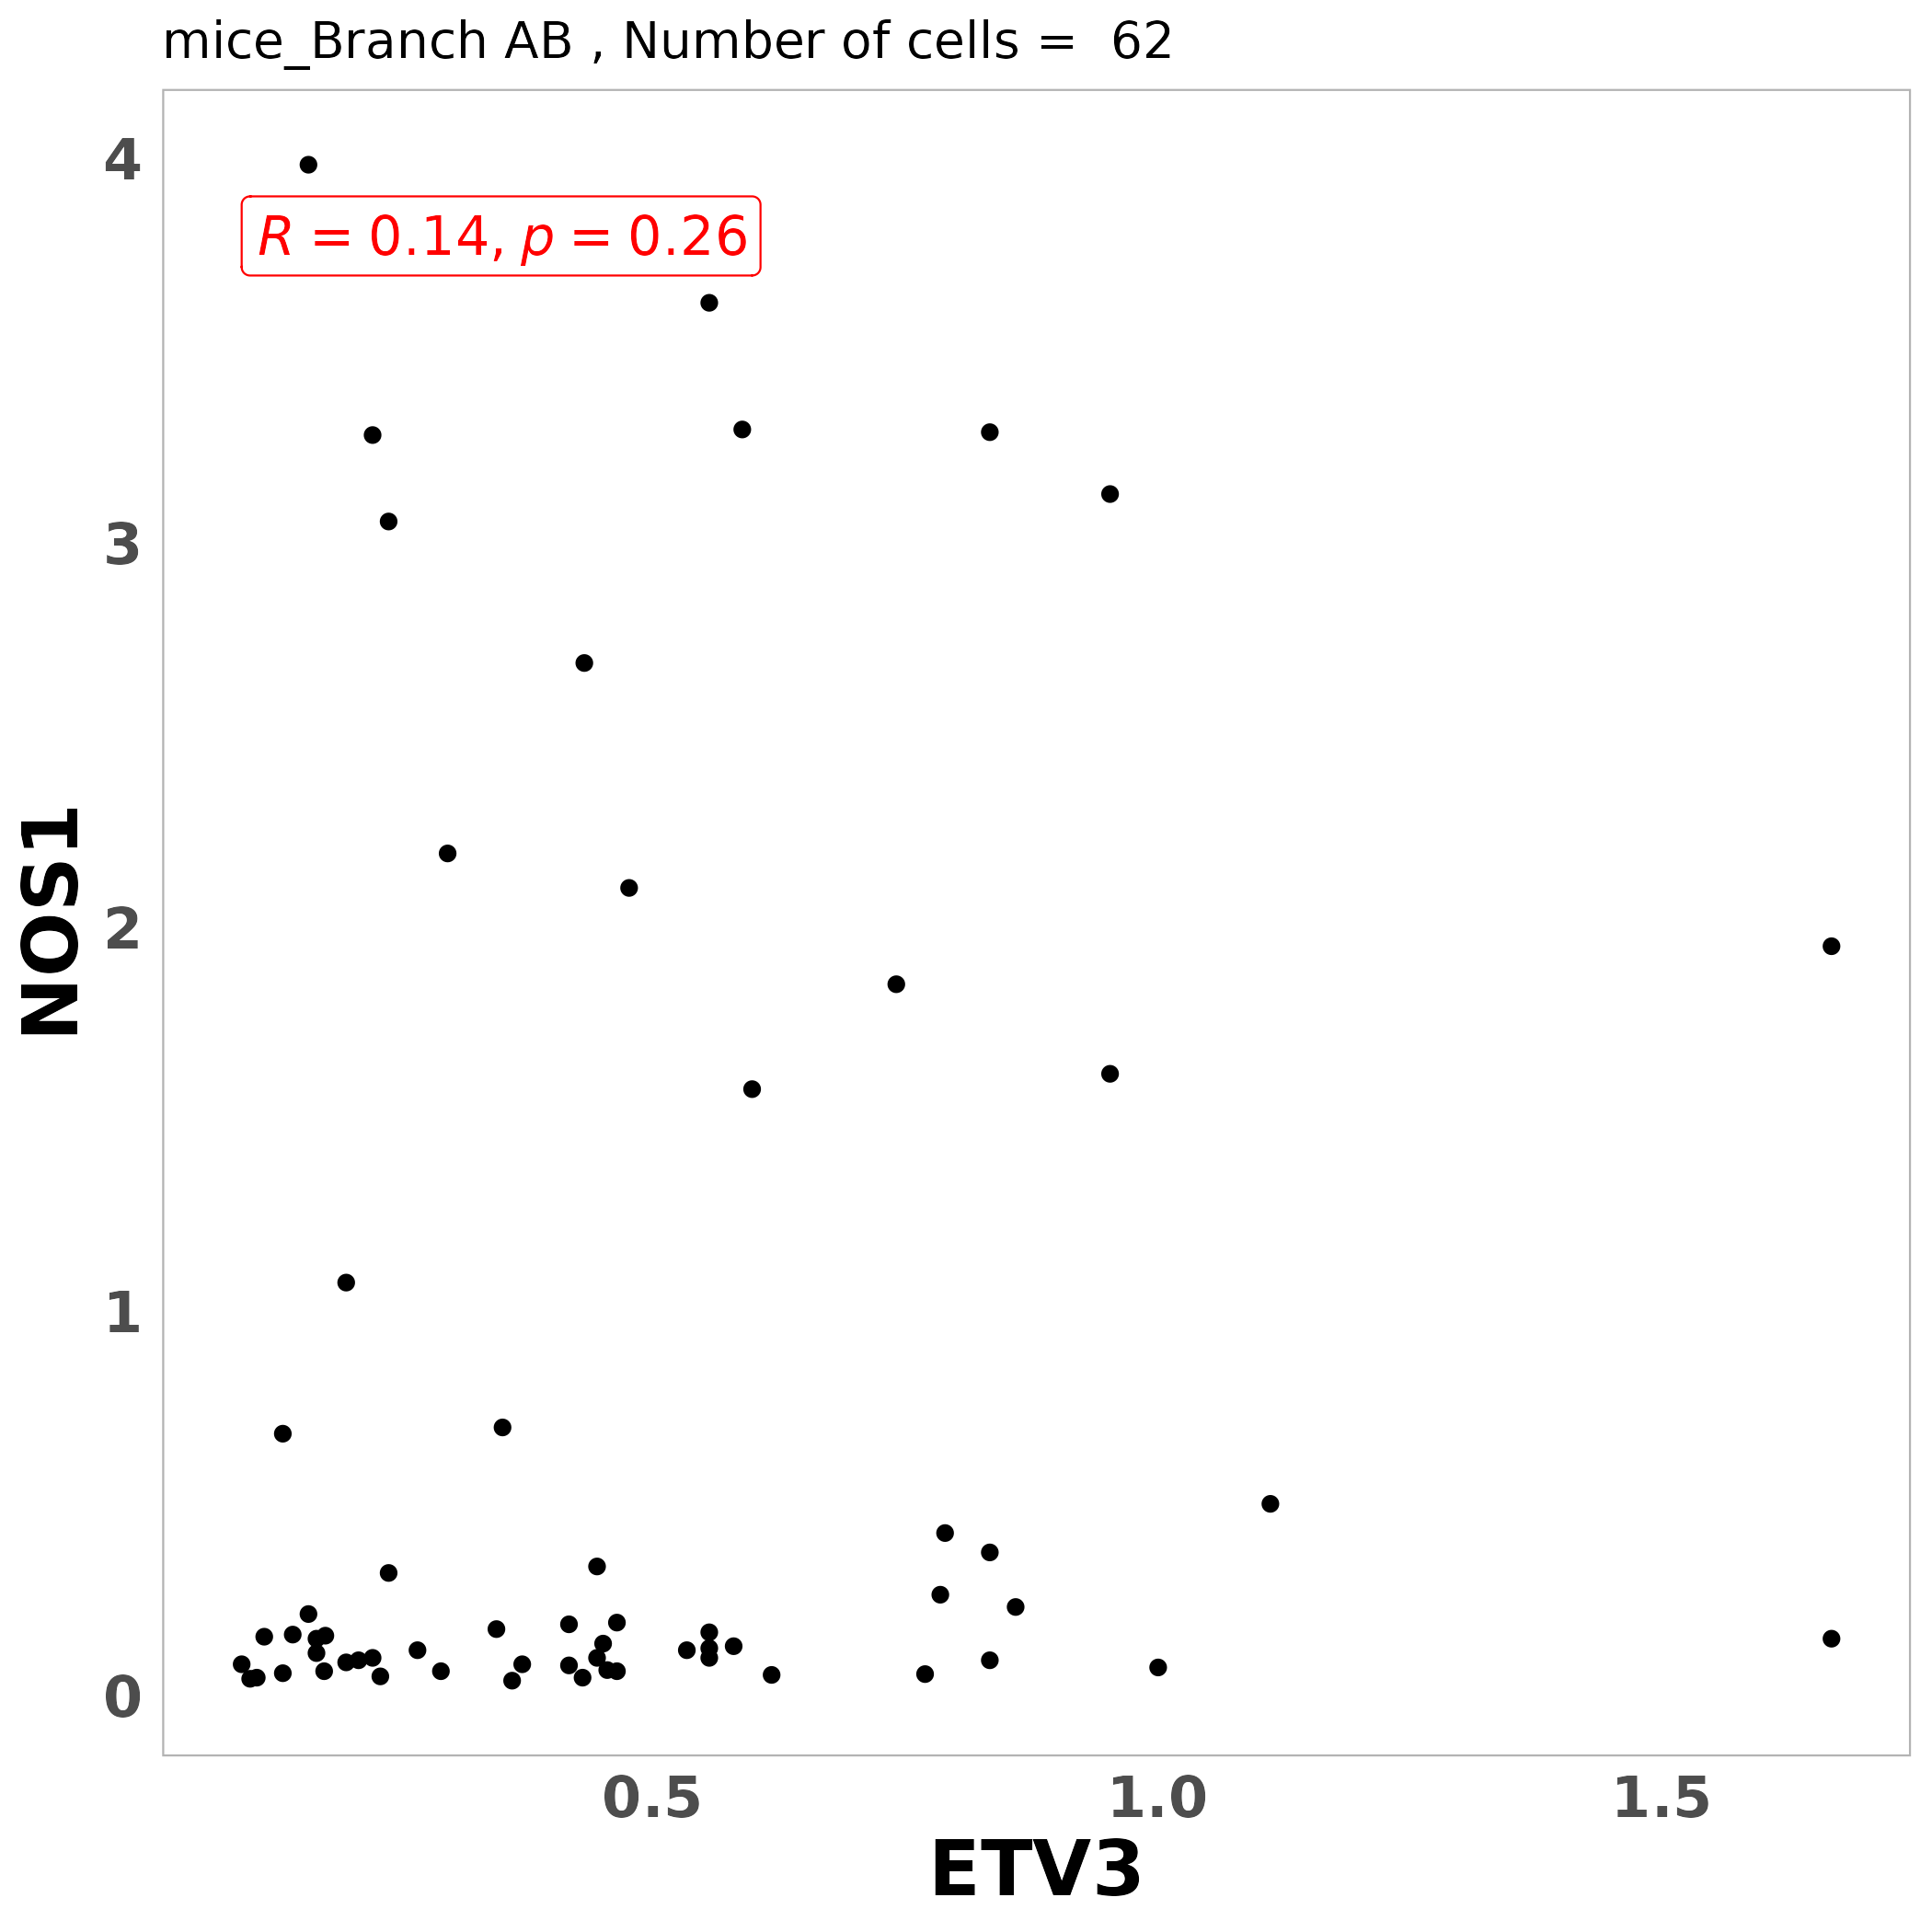 mice_Branch AB , Number of cells =  62
4
R = 0.14, p = 0.26
3
NOS1
2
1
0
0.5 1.0 1.5
ETV3